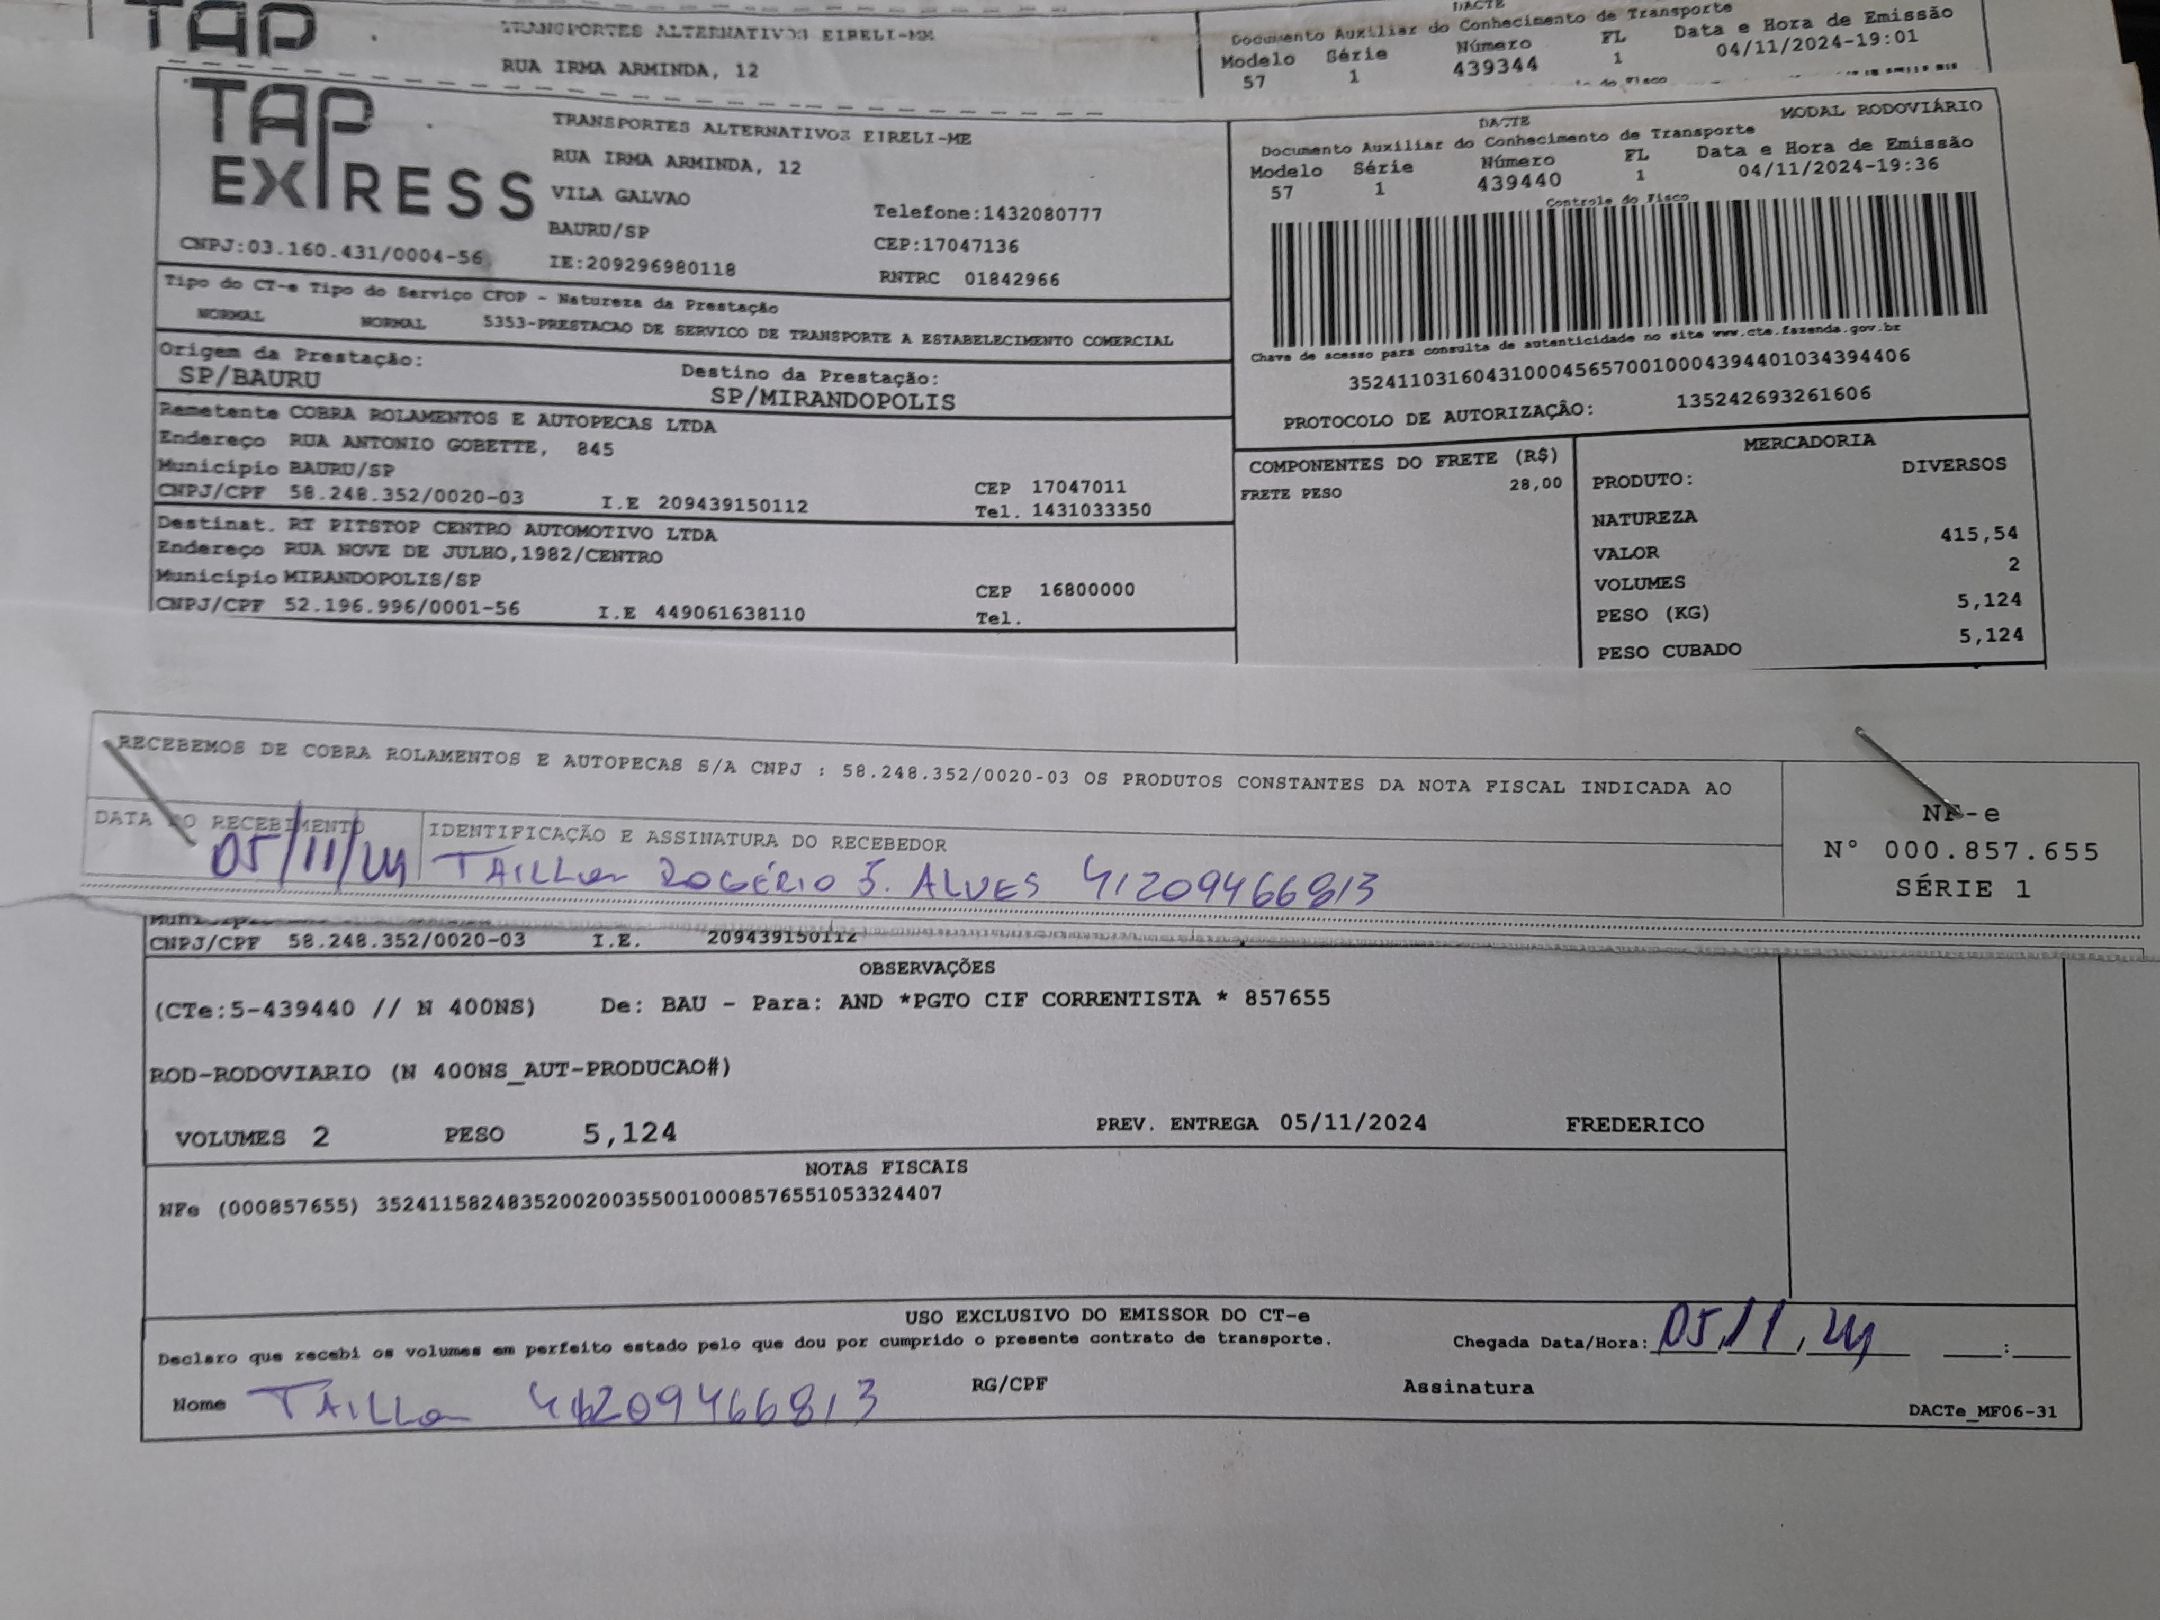 TAP
TRANSPORTES ALTERNATIVOS EIRELI-ME
RUA IRMA ARMINDA, 12
DACTE
Documento Auxiliar do Conhecimento de Transporte
Modelo Série Número FL Data e Hora de Emissão
57 1 439344 1 04/11/2024-19:01
TAP EXPRESS
TRANSPORTES ALTERNATIVOS EIRELI-ME
RUA IRMA ARMINDA, 12
VILA GALVAO
Telefone:1432080777
BAURU/SP
CEP:17047136
CNPJ:03.160.431/0004-56
IE:209296980118
RNTRC 01842966
DACTE
MODAL RODOVIÁRIO
Documento Auxiliar do Conhecimento de Transporte
Modelo Série Número FL Data e Hora de Emissão
57 1 439440 1 04/11/2024-19:36
Controle do Fisco
Chave de acesso para consulta de autenticidade no site www.cte.fazenda.gov.br
35241103160431000456570010004394401034394406
PROTOCOLO DE AUTORIZAÇÃO: 135242693261606
Tipo do CT-e Tipo do Serviço CFOP - Natureza da Prestação
NORMAL NORMAL 5353-PRESTACAO DE SERVICO DE TRANSPORTE A ESTABELECIMENTO COMERCIAL
Origem da Prestação: Destino da Prestação:
SP/BAURU SP/MIRANDOPOLIS
Remetente COBRA ROLAMENTOS E AUTOPECAS LTDA
Endereço RUA ANTONIO GOBETTE, 845
Município BAURU/SP CEP 17047011
CNPJ/CPF 58.248.352/0020-03 I.E 209439150112 Tel. 1431033350
Destinat. RT PITSTOP CENTRO AUTOMOTIVO LTDA
Endereço RUA NOVE DE JULHO,1982/CENTRO
Município MIRANDOPOLIS/SP CEP 16800000
CNPJ/CPF 52.196.996/0001-56 I.E 449061638110 Tel.
COMPONENTES DO FRETE (R$)
FRETE PESO 28,00
MERCADORIA
PRODUTO: DIVERSOS
NATUREZA
VALOR 415,54
VOLUMES 2
PESO (KG) 5,124
PESO CUBADO 5,124
RECEBEMOS DE COBRA ROLAMENTOS E AUTOPECAS S/A CNPJ : 58.248.352/0020-03 OS PRODUTOS CONSTANTES DA NOTA FISCAL INDICADA AO
DATA DO RECEBIMENTO IDENTIFICAÇÃO E ASSINATURA DO RECEBEDOR
05/11/24 TAILLon ROGÉRIO S. ALVES 41209466813
NF-e
N° 000.857.655
SÉRIE 1
CNPJ/CPF 58.248.352/0020-03 I.E. 209439150112
OBSERVAÇÕES
(CTe:5-439440 // N 400NS) De: BAU - Para: AND *PGTO CIF CORRENTISTA * 857655
ROD-RODOVIARIO (N 400NS_AUT-PRODUCAO#)
VOLUMES 2 PESO 5,124 PREV. ENTREGA 05/11/2024 FREDERICO
NOTAS FISCAIS
NFe (000857655) 35241158248352002003550010008576551053324407
USO EXCLUSIVO DO EMISSOR DO CT-e
Declaro que recebi os volumes em perfeito estado pelo que dou por cumprido o presente contrato de transporte. Chegada Data/Hora: 05/11/24 :
Nome TAILLon 41209466813 RG/CPF Assinatura
DACTe_MF06-31